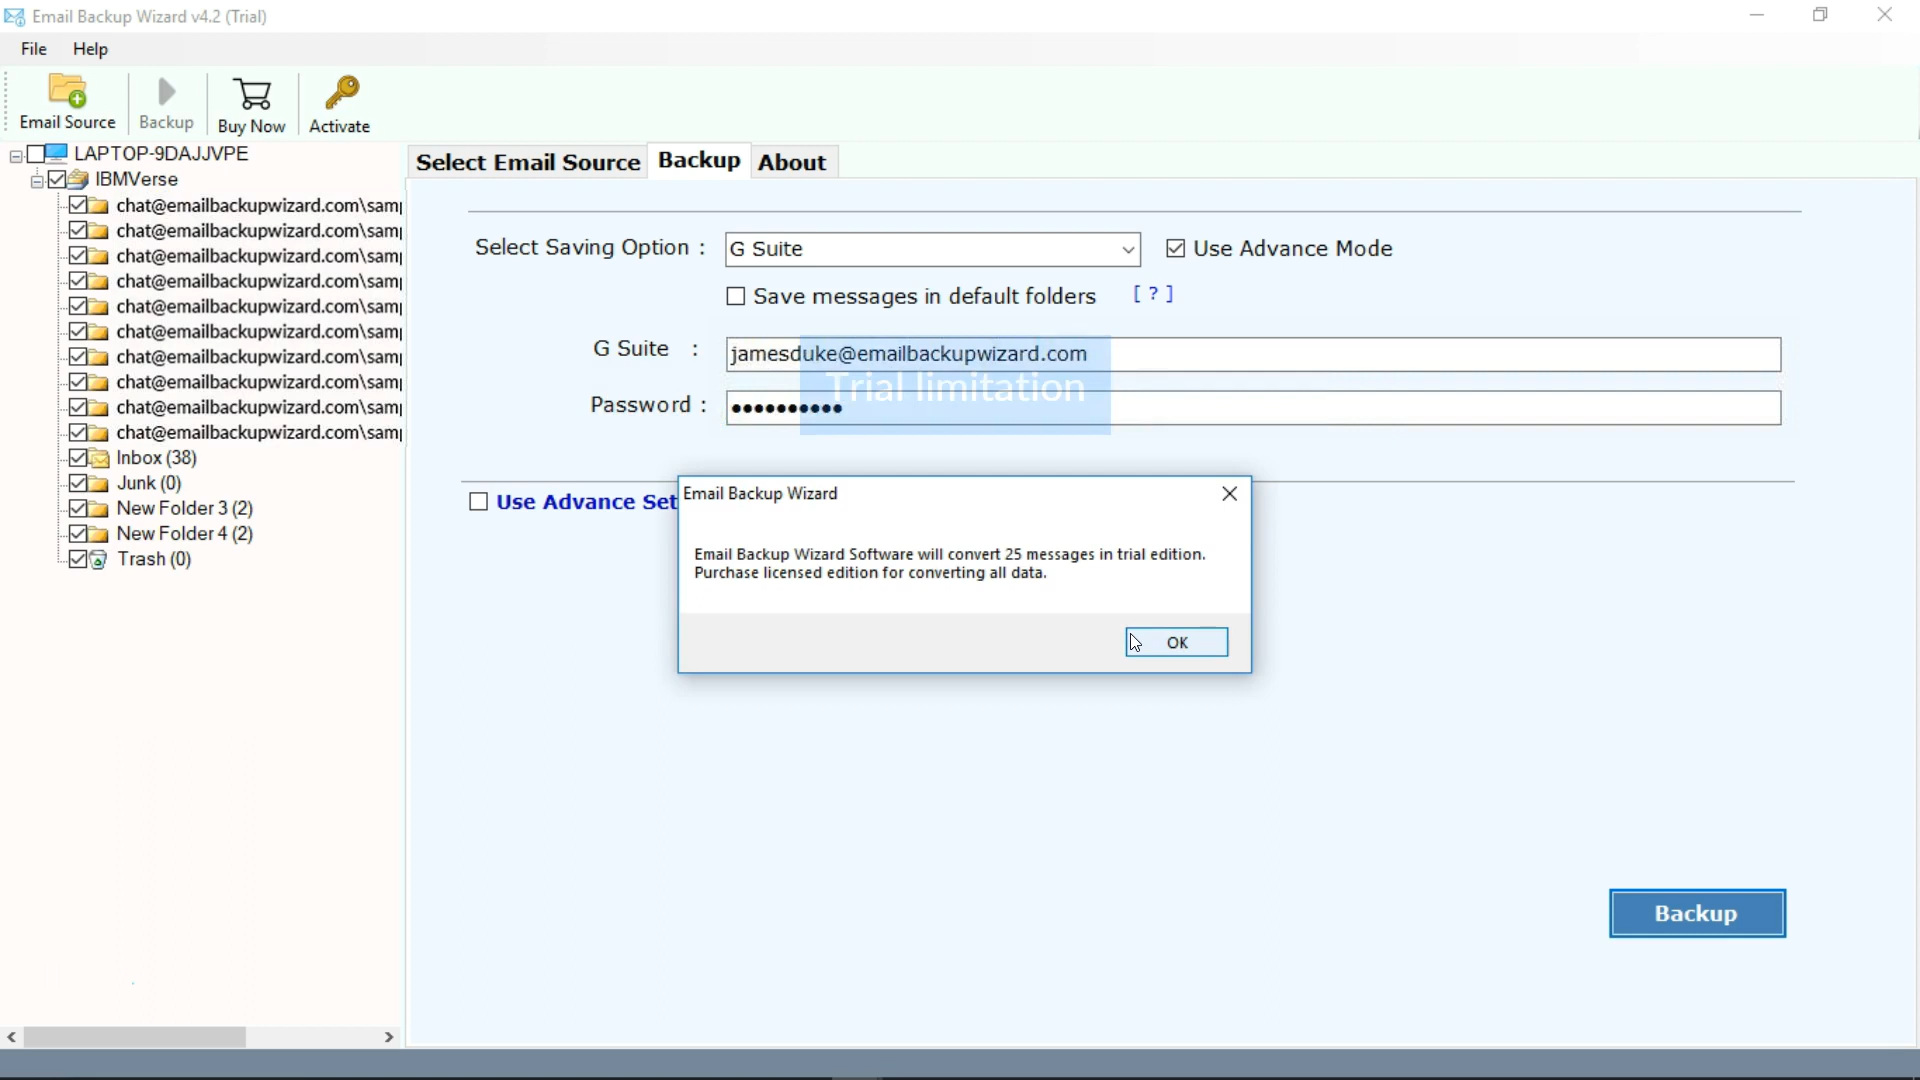 Email Backup Wizard v4.2 (Trial)
File Help
Email Source Backup Buy Now Activate
LAPTOP-9DAJJVPE
IBMVerse
chat@emailbackupwizard.com\sam
chat@emailbackupwizard.com\sam
chat@emailbackupwizard.com\sam
chat@emailbackupwizard.com\sam
chat@emailbackupwizard.com\sam
chat@emailbackupwizard.com\sam
chat@emailbackupwizard.com\sam
chat@emailbackupwizard.com\sam
chat@emailbackupwizard.com\sam
chat@emailbackupwizard.com\sam
Inbox (38)
Junk (0)
New Folder 3 (2)
New Folder 4 (2)
Trash (0)
Select Email Source Backup About
Select Saving Option : G Suite Use Advance Mode
Save messages in default folders [ ? ]
G Suite : jamesduke@emailbackupwizard.com
Trial limitation
Password : ••••••••••
Use Advance Set
Email Backup Wizard
Email Backup Wizard Software will convert 25 messages in trial edition.
Purchase licensed edition for converting all data.
OK
Backup